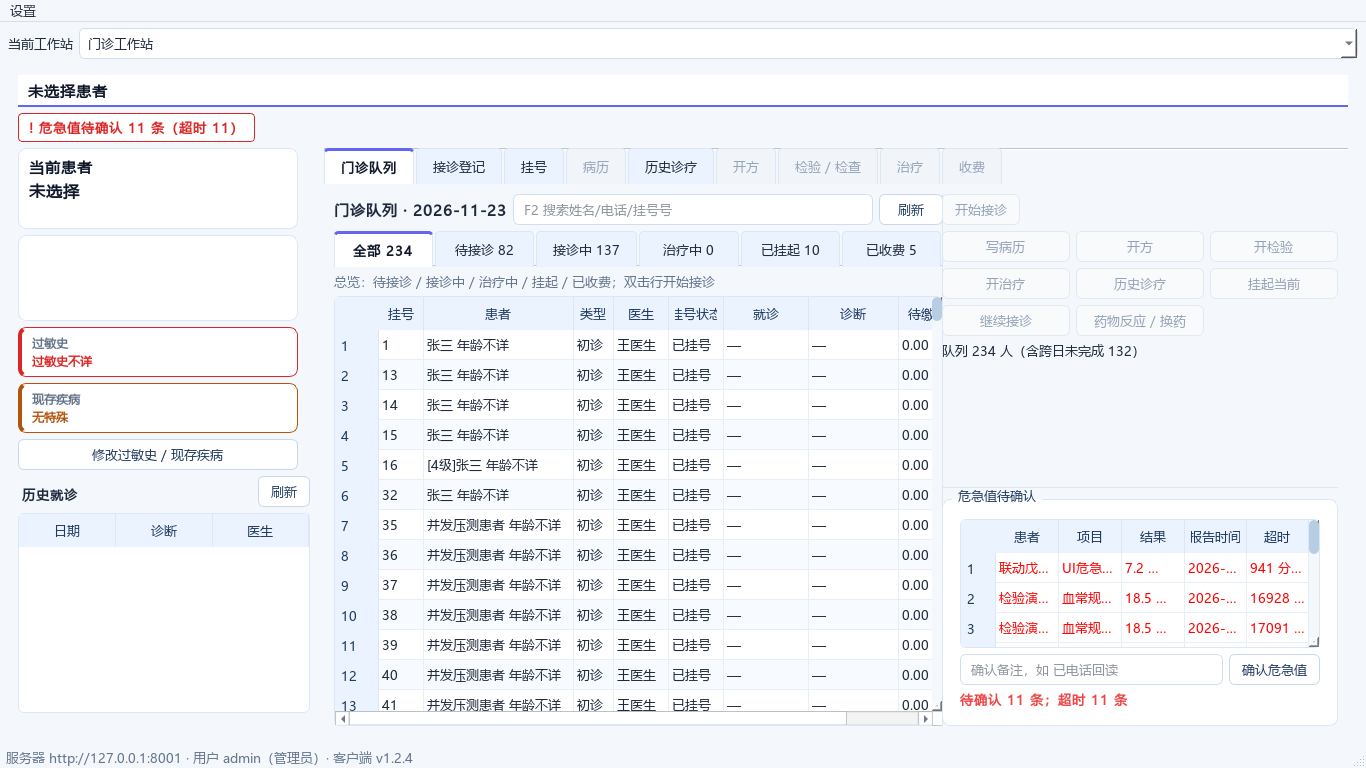 设置
当前工作站 门诊工作站
未选择患者
! 危急值待确认 11 条（超时 11）
当前患者
未选择
过敏史
过敏史不详
现存疾病
无特殊
修改过敏史 / 现存疾病
历史就诊 刷新
日期 诊断 医生
门诊队列 接诊登记 挂号 病历 历史诊疗 开方 检验 / 检查 治疗 收费
门诊队列 · 2026-11-23 F2 搜索姓名/电话/挂号号 刷新 开始接诊
全部 234 待接诊 82 接诊中 137 治疗中 0 已挂起 10 已收费 5
总览：待接诊 / 接诊中 / 治疗中 / 挂起 / 已收费；双击行开始接诊
挂号 患者 类型 医生 挂号状态 就诊 诊断 待缴
1 1 张三 年龄不详 初诊 王医生 已挂号 — — 0.00
2 13 张三 年龄不详 初诊 王医生 已挂号 — — 0.00
3 14 张三 年龄不详 初诊 王医生 已挂号 — — 0.00
4 15 张三 年龄不详 初诊 王医生 已挂号 — — 0.00
5 16 [4级]张三 年龄不详 初诊 王医生 已挂号 — — 0.00
6 32 张三 年龄不详 初诊 王医生 已挂号 — — 0.00
7 35 并发压测患者 年龄不详 初诊 王医生 已挂号 — — 0.00
8 36 并发压测患者 年龄不详 初诊 王医生 已挂号 — — 0.00
9 37 并发压测患者 年龄不详 初诊 王医生 已挂号 — — 0.00
10 38 并发压测患者 年龄不详 初诊 王医生 已挂号 — — 0.00
11 39 并发压测患者 年龄不详 初诊 王医生 已挂号 — — 0.00
12 40 并发压测患者 年龄不详 初诊 王医生 已挂号 — — 0.00
13 41 并发压测患者 年龄不详 初诊 王医生 已挂号 — — 0.00
写病历 开方 开检验
开治疗 历史诊疗 挂起当前
继续接诊 药物反应 / 换药
队列 234 人（含跨日未完成 132）
危急值待确认
患者 项目 结果 报告时间 超时
1 联动戊... UI危急... 7.2 ... 2026-... 941 分...
2 检验演... 血常规... 18.5 ... 2026-... 16928 ...
3 检验演... 血常规... 18.5 ... 2026-... 17091 ...
确认备注，如 已电话回读 确认危急值
待确认 11 条；超时 11 条
服务器 http://127.0.0.1:8001 · 用户 admin（管理员）· 客户端 v1.2.4